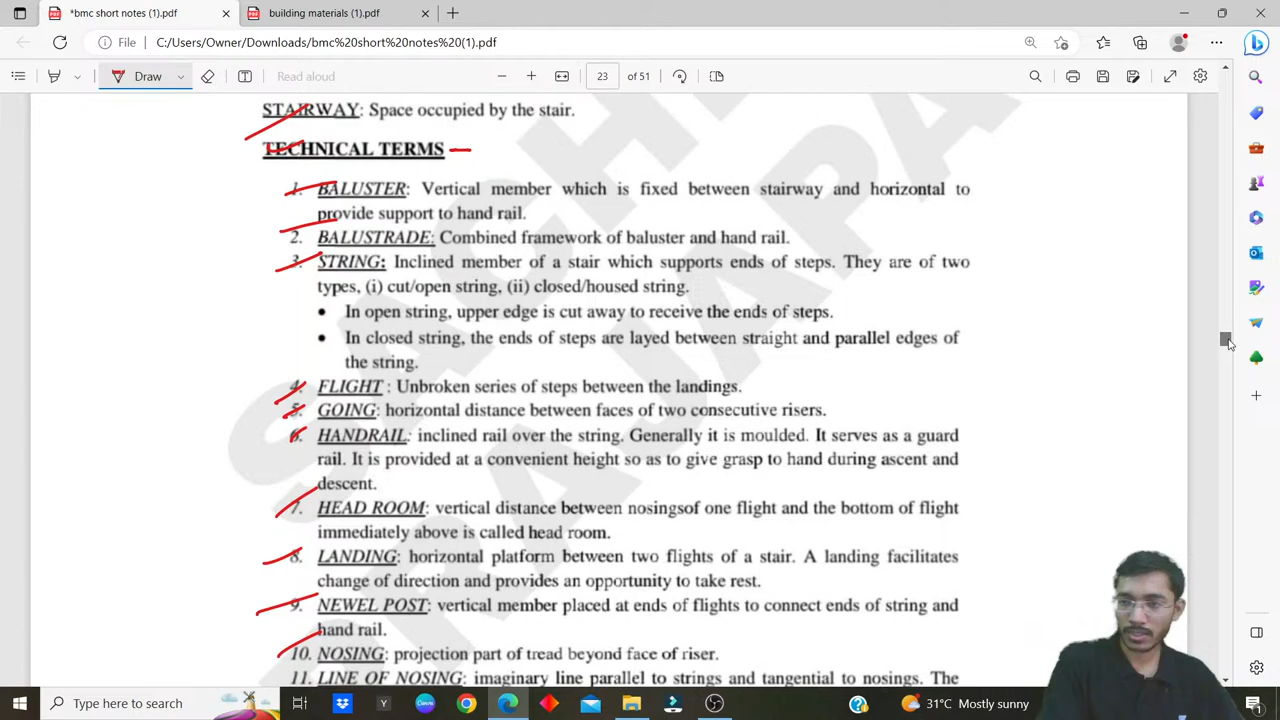 *bmc short notes (1).pdf
building materials (1).pdf
File
C:/Users/Owner/Downloads/bmc%20short%20notes%20(1).pdf
Draw
Read aloud
23
of 51
STAIRWAY: Space occupied by the stair.
TECHNICAL TERMS
1. BALUSTER: Vertical member which is fixed between stairway and horizontal to
provide support to hand rail.
2. BALUSTRADE: Combined framework of baluster and hand rail.
3. STRING: Inclined member of a stair which supports ends of steps. They are of two
types, (i) cut/open string, (ii) closed/housed string.
• In open string, upper edge is cut away to receive the ends of steps.
• In closed string, the ends of steps are layed between straight and parallel edges of
the string.
4. FLIGHT : Unbroken series of steps between the landings.
5. GOING: horizontal distance between faces of two consecutive risers.
6. HANDRAIL: inclined rail over the string. Generally it is moulded. It serves as a guard
rail. It is provided at a convenient height so as to give grasp to hand during ascent and
descent.
7. HEAD ROOM: vertical distance between nosingsof one flight and the bottom of flight
immediately above is called head room.
8. LANDING: horizontal platform between two flights of a stair. A landing facilitates
change of direction and provides an opportunity to take rest.
9. NEWEL POST: vertical member placed at ends of flights to connect ends of string and
hand rail.
10. NOSING: projection part of tread beyond face of riser.
11. LINE OF NOSING: imaginary line parallel to strings and tangential to nosings. The
Type here to search
31°C Mostly sunny